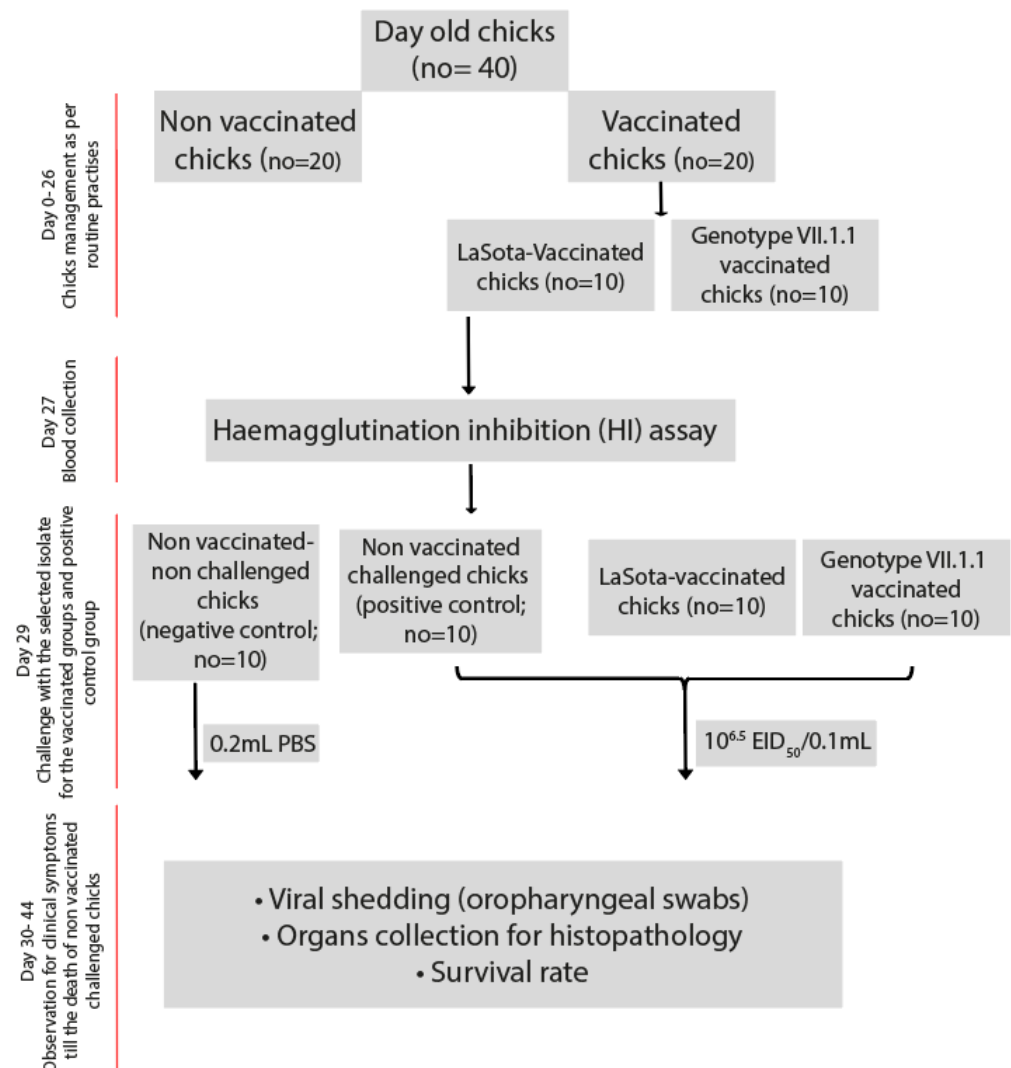 Day old chicks
(no= 40)
Day 0-26
Chicks management as per
routine practises
Non vaccinated
chicks (no=20)
Vaccinated
chicks (no=20)
LaSota-Vaccinated
chicks (no=10)
Genotype VII.1.1
vaccinated
chicks (no=10)
Day 27
Blood collection
Haemagglutination inhibition (HI) assay
Day 29
Challenge with the selected isolate
for the vaccinated groups and positive
control group
Non vaccinated-
non challenged
chicks
(negative control;
no=10)
Non vaccinated
challenged chicks
(positive control;
no=10)
LaSota-vaccinated
chicks (no=10)
Genotype VII.1.1
vaccinated
chicks (no=10)
0.2mL PBS
10^6.5 EID_50/0.1mL
Day 30- 44
Observation for clinical symptoms
till the death of non vaccinated
challenged chicks
• Viral shedding (oropharyngeal swabs)
• Organs collection for histopathology
• Survival rate